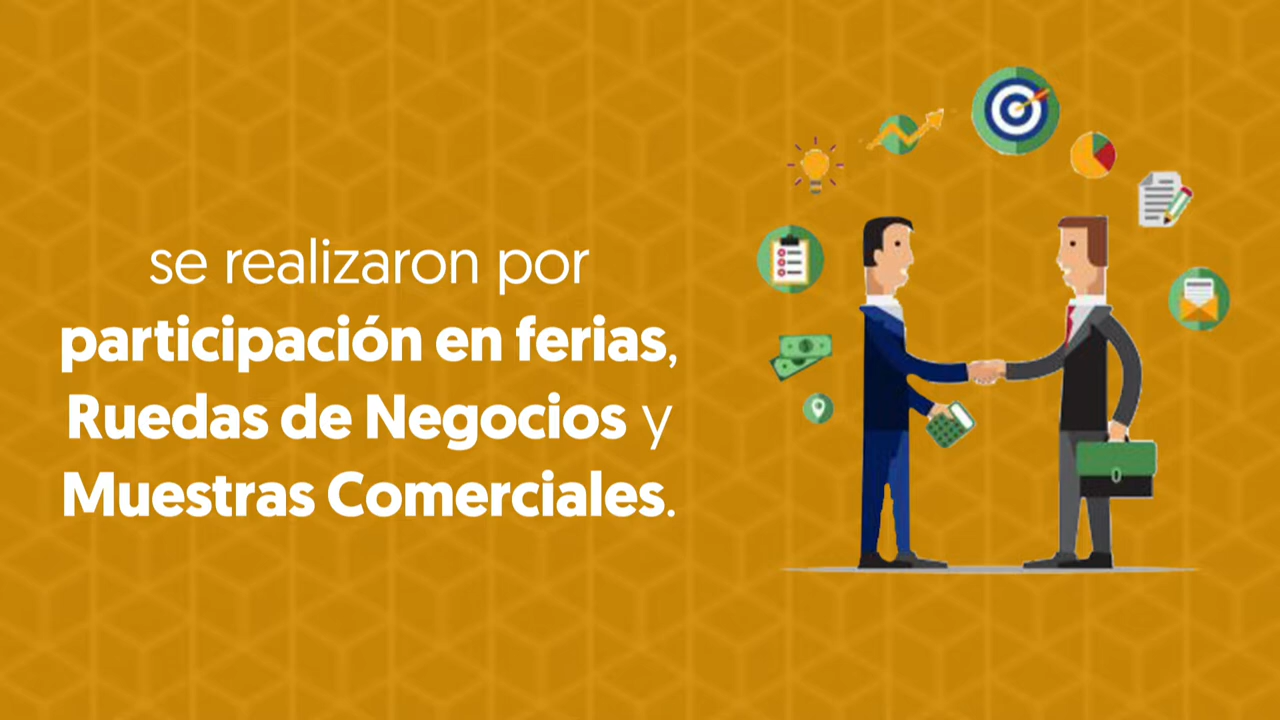 se realizaron por
participación en ferias,
Ruedas de Negocios y
Muestras Comerciales.